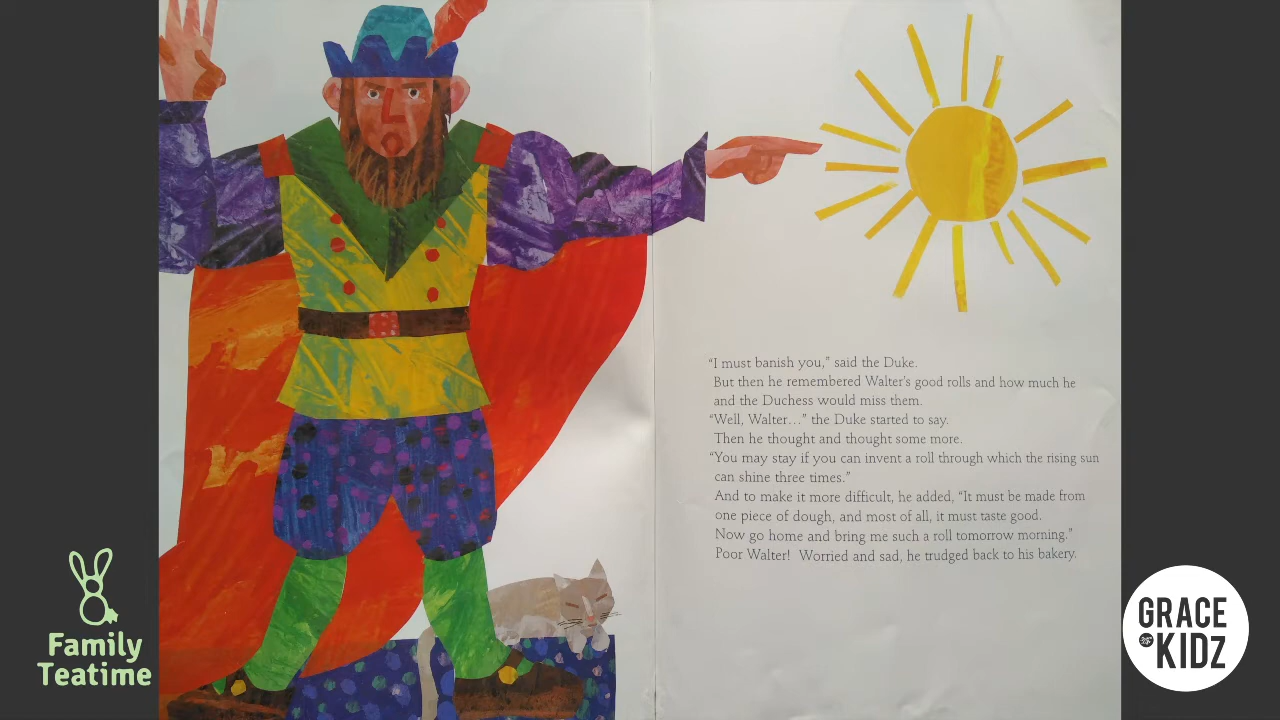 “I must banish you,” said the Duke.
But then he remembered Walter’s good rolls and how much he
and the Duchess would miss them.
“Well, Walter…” the Duke started to say.
Then he thought and thought some more.
“You may stay if you can invent a roll through which the rising sun
can shine three times.”
And to make it more difficult, he added, “It must be made from
one piece of dough, and most of all, it must taste good.
Now go home and bring me such a roll tomorrow morning.”
Poor Walter!  Worried and sad, he trudged back to his bakery.
Family
Teatime
GRACE
KIDZ